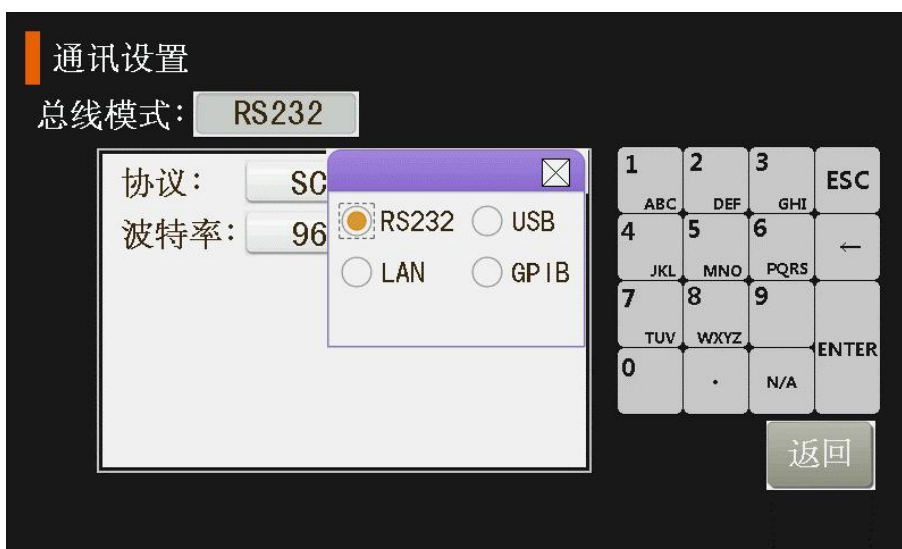 通讯设置
总线模式: RS232
协议: SC
波特率: 96
RS232 USB
LAN GPIB
1 ABC 2 DEF 3 GHI ESC
4 JKL 5 MNO 6 PQRS ←
7 TUV 8 WXYZ 9 ENTER
0 . N/A
返回